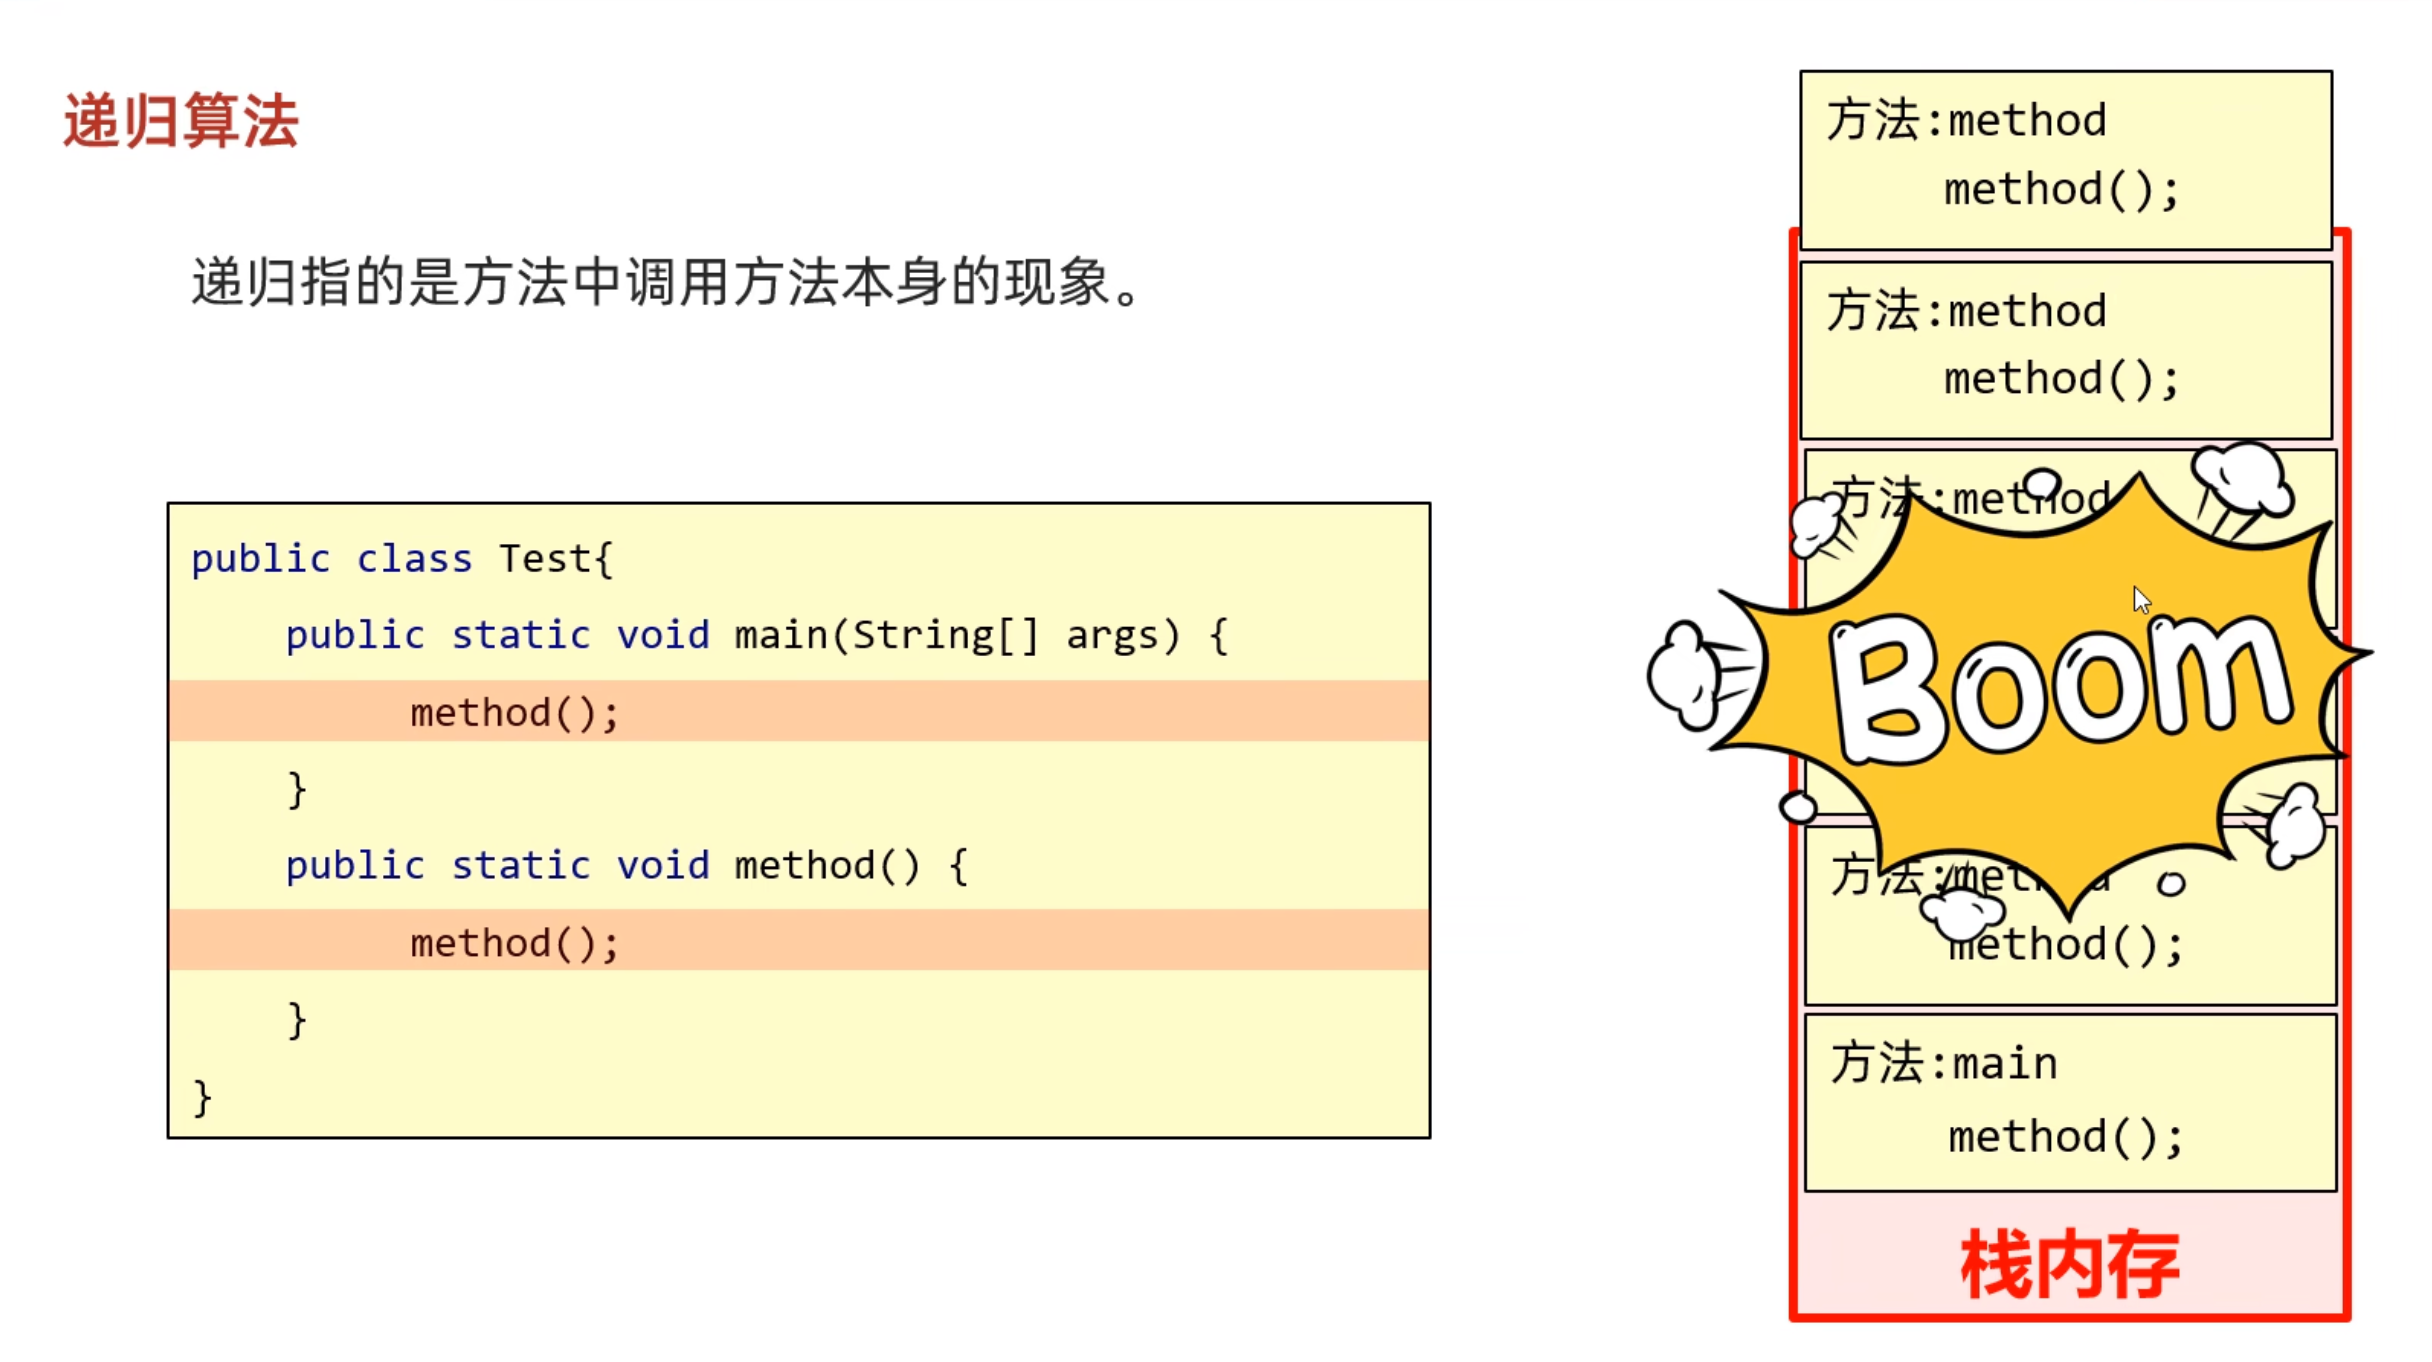 递归算法
递归指的是方法中调用方法本身的现象。
public class Test{
    public static void main(String[] args) {
        method();
    }
    public static void method() {
        method();
    }
}
方法:method
method();
方法:method
method();
方法:method
Boom
方法:method
method();
方法:main
method();
栈内存